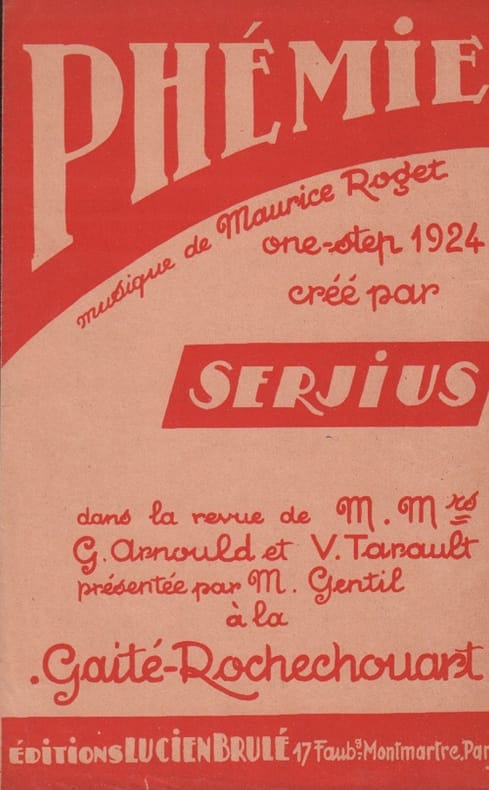 PHÉMIE
musique de Maurice Roget
one-step 1924
créé par
SERJIUS
dans la revue de M. Mrs
G. Arnould et V. Tarault
présentée par M. Gentil
à la
. Gaité-Rochechouart
ÉDITIONS LUCIEN BRULÉ 17 Faubg. Montmartre, Par